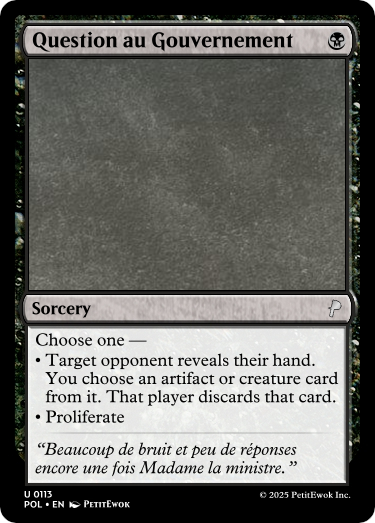 Question au Gouvernement
Sorcery
Choose one —
• Target opponent reveals their hand.
You choose an artifact or creature card
from it. That player discards that card.
• Proliferate
“Beaucoup de bruit et peu de réponses
encore une fois Madame la ministre.”
U 0113
POL • EN PetitEwok
© 2025 PetitEwok Inc.